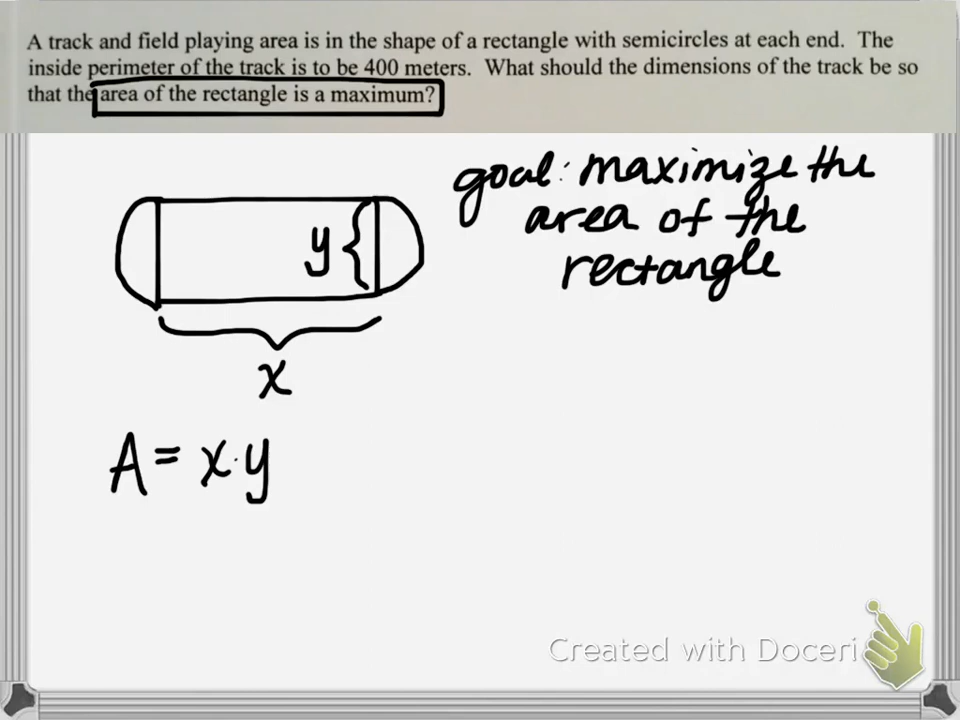 A track and field playing area is in the shape of a rectangle with semicircles at each end. The
inside perimeter of the track is to be 400 meters. What should the dimensions of the track be so
that the area of the rectangle is a maximum?
goal: maximize the
area of the
rectangle
y
x
A = x·y
Created with Doceri